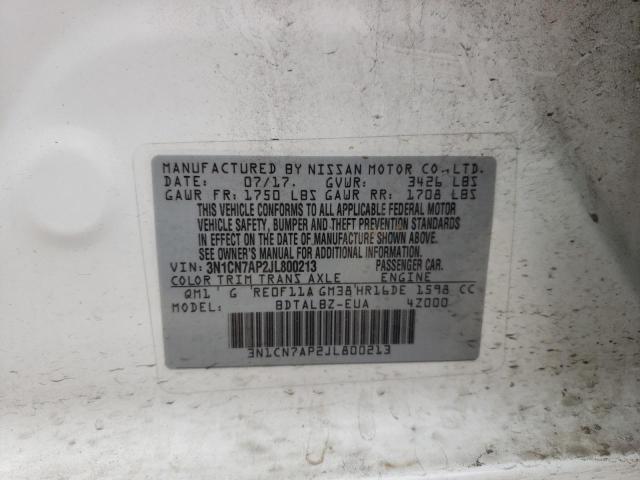 MANUFACTURED BY NISSAN MOTOR CO., LTD.
DATE: 07/17. GVWR: 3426 LBS
GAWR FR: 1750 LBS GAWR RR: 1708 LBS
THIS VEHICLE CONFORMS TO ALL APPLICABLE FEDERAL MOTOR
VEHICLE SAFETY, BUMPER AND THEFT PREVENTION STANDARDS
IN EFFECT ON THE DATE OF MANUFACTURE SHOWN ABOVE.
SEE OWNER'S MANUAL FOR ADDITIONAL INFORMATION.
VIN: 3N1CN7AP2JL800213 PASSENGER CAR.
COLOR TRIM TRANS AXLE ENGINE
QM1 G RE0F11A GM38 HR16DE 1598 CC
MODEL: BDTALBZ-EUA 4Z000
3N1CN7AP2JL800213